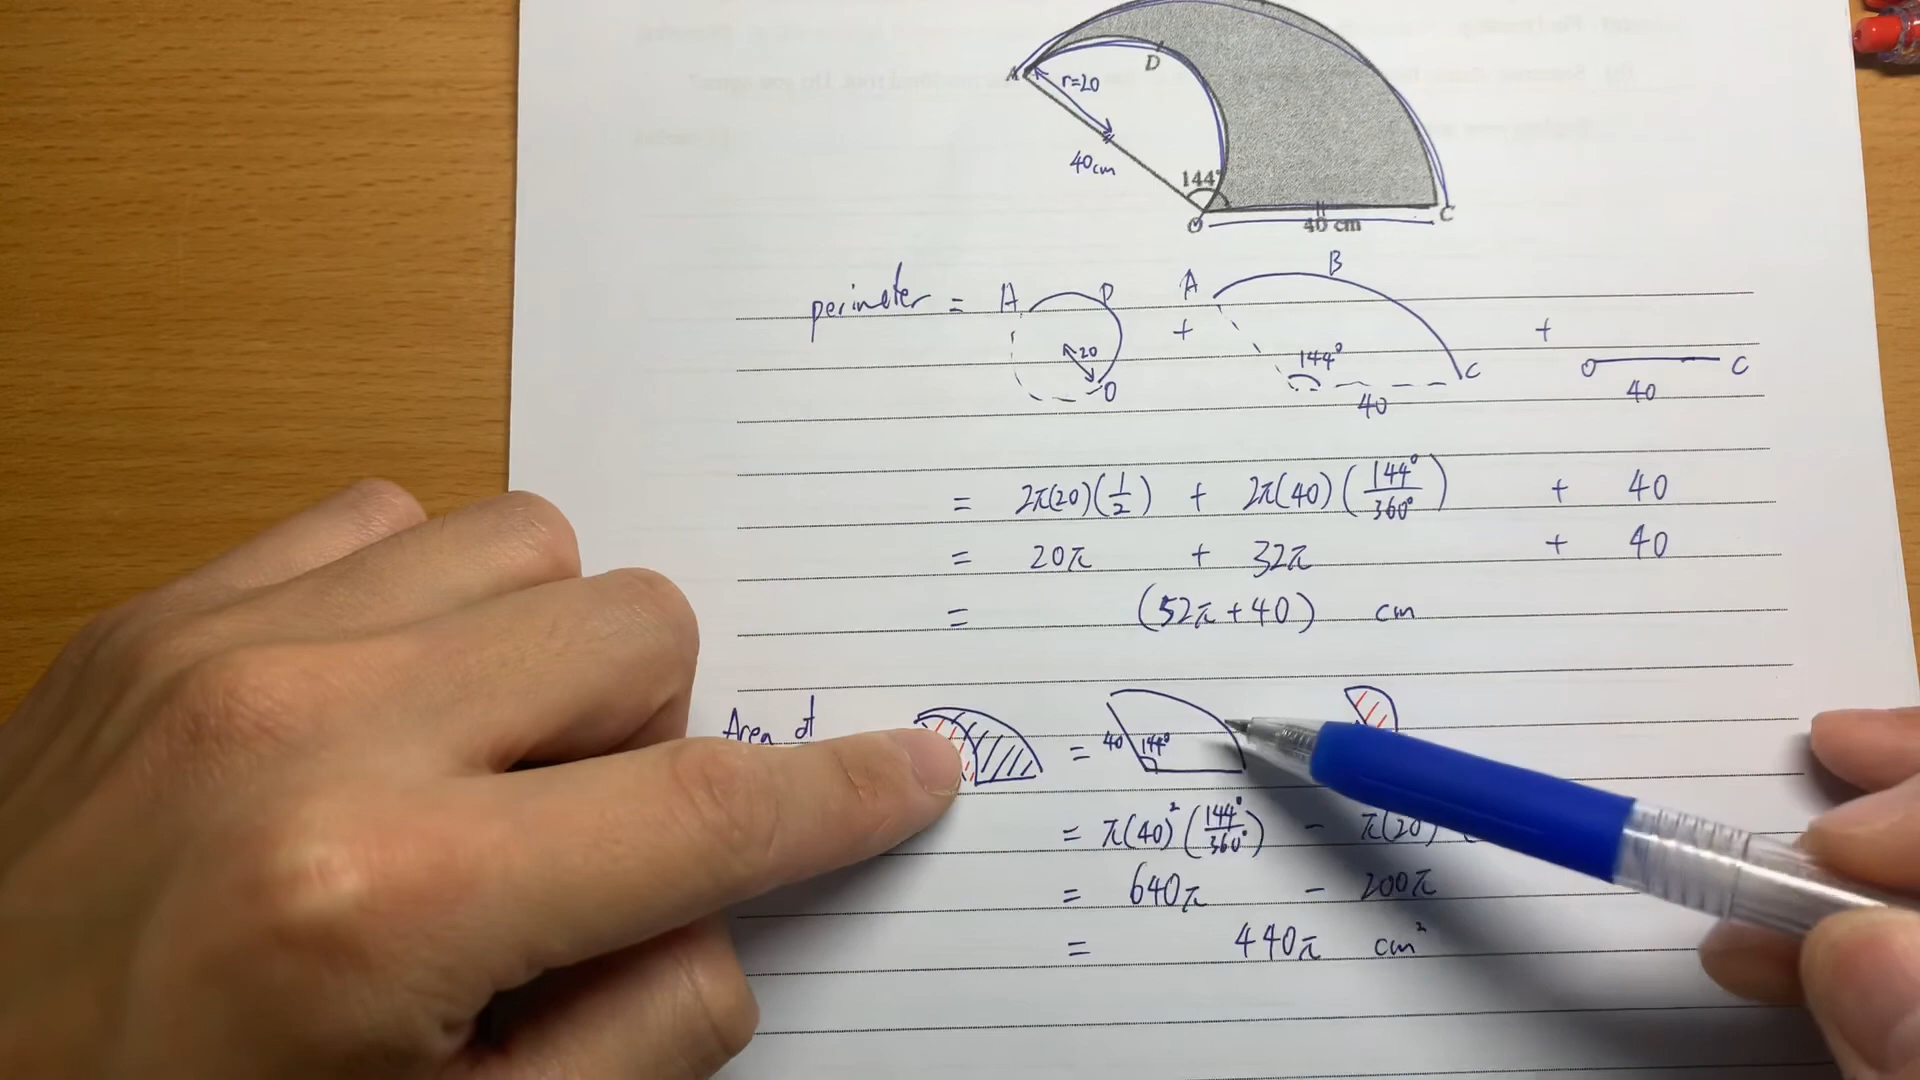 A
D
r=20
40cm
144°
O
40 cm
C
perimeter = A D + A B + O C
20 144° C 40
O 40
= 2π(20)(1/2) + 2π(40)(144°/360°) + 40
= 20π + 32π + 40
= (52π+40) cm
Area of = 40 144°
= π(40)²(144°/360°) - π(20)
= 640π - 200π
= 440π cm²